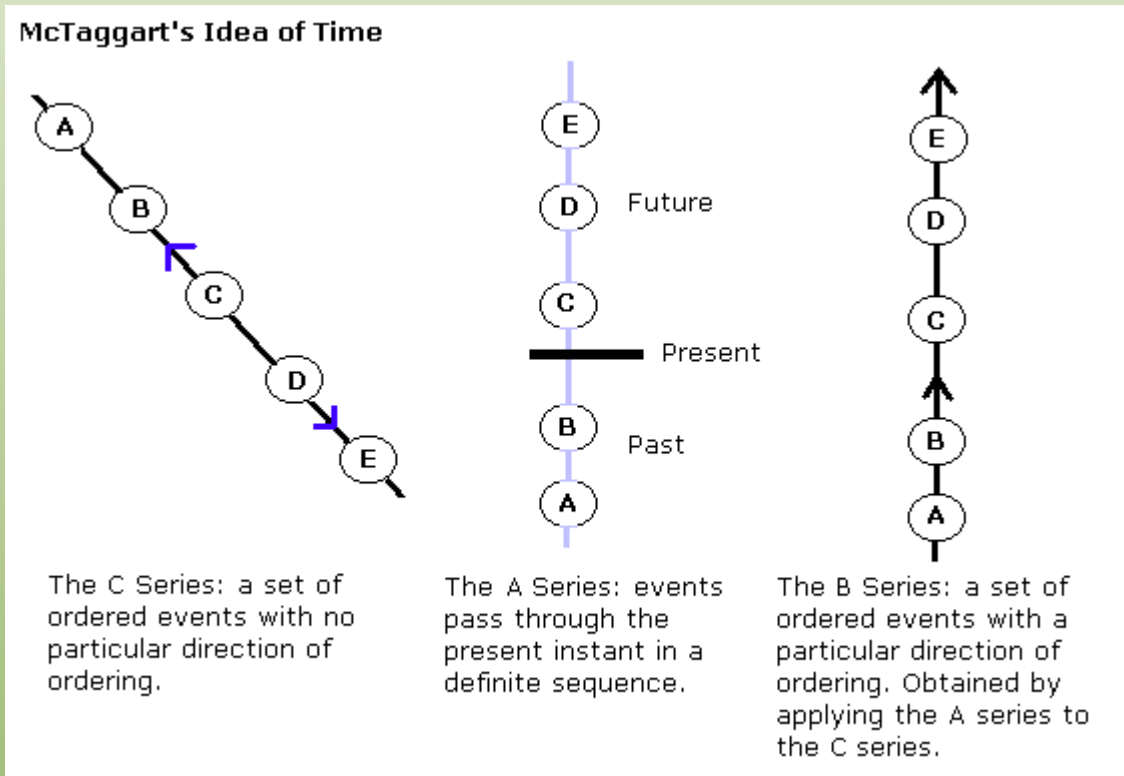 McTaggart's Idea of Time
A
B
C
D
E
The C Series: a set of
ordered events with no
particular direction of
ordering.
E
D
Future
C
Present
B
Past
A
The A Series: events
pass through the
present instant in a
definite sequence.
E
D
C
B
A
The B Series: a set of
ordered events with a
particular direction of
ordering. Obtained by
applying the A series to
the C series.